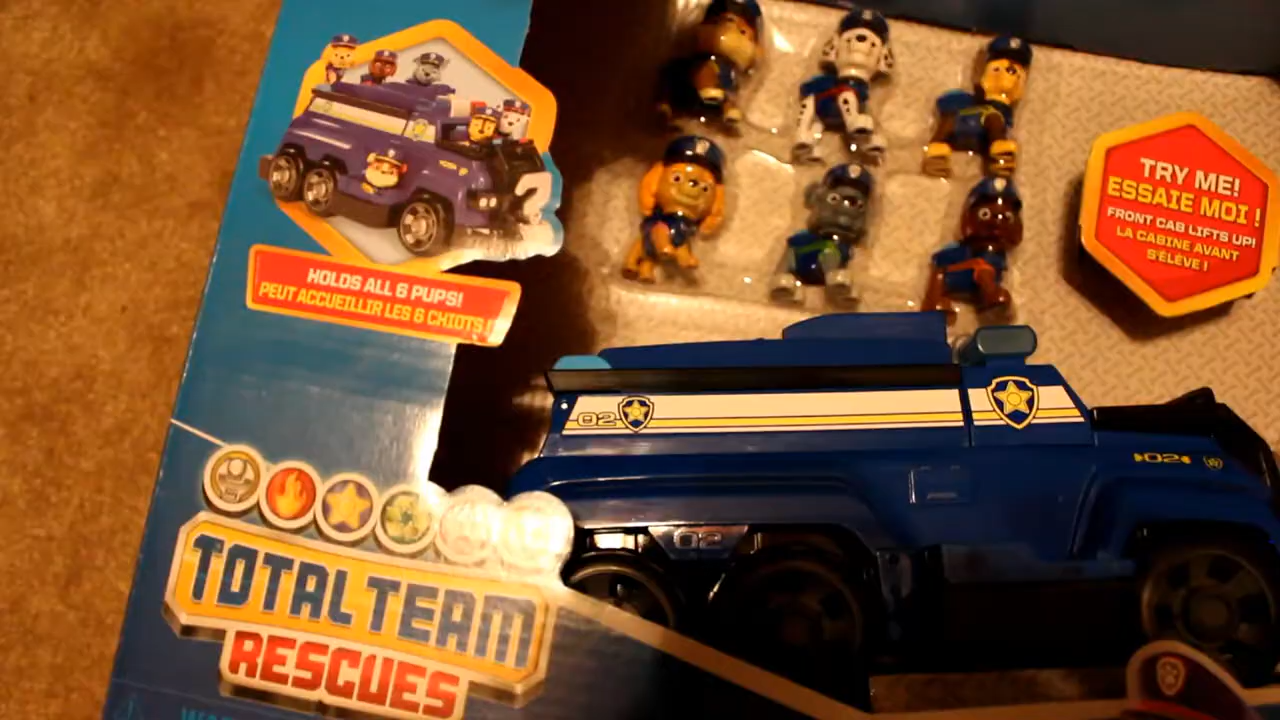 HOLDS ALL 6 PUPS!
PEUT ACCUEILLIR LES 6 CHIOTS !
TRY ME!
ESSAIE MOI !
FRONT CAB LIFTS UP!
LA CABINE AVANT
S'ÉLÈVE !
02
02
02
2
TOTAL TEAM
RESCUES